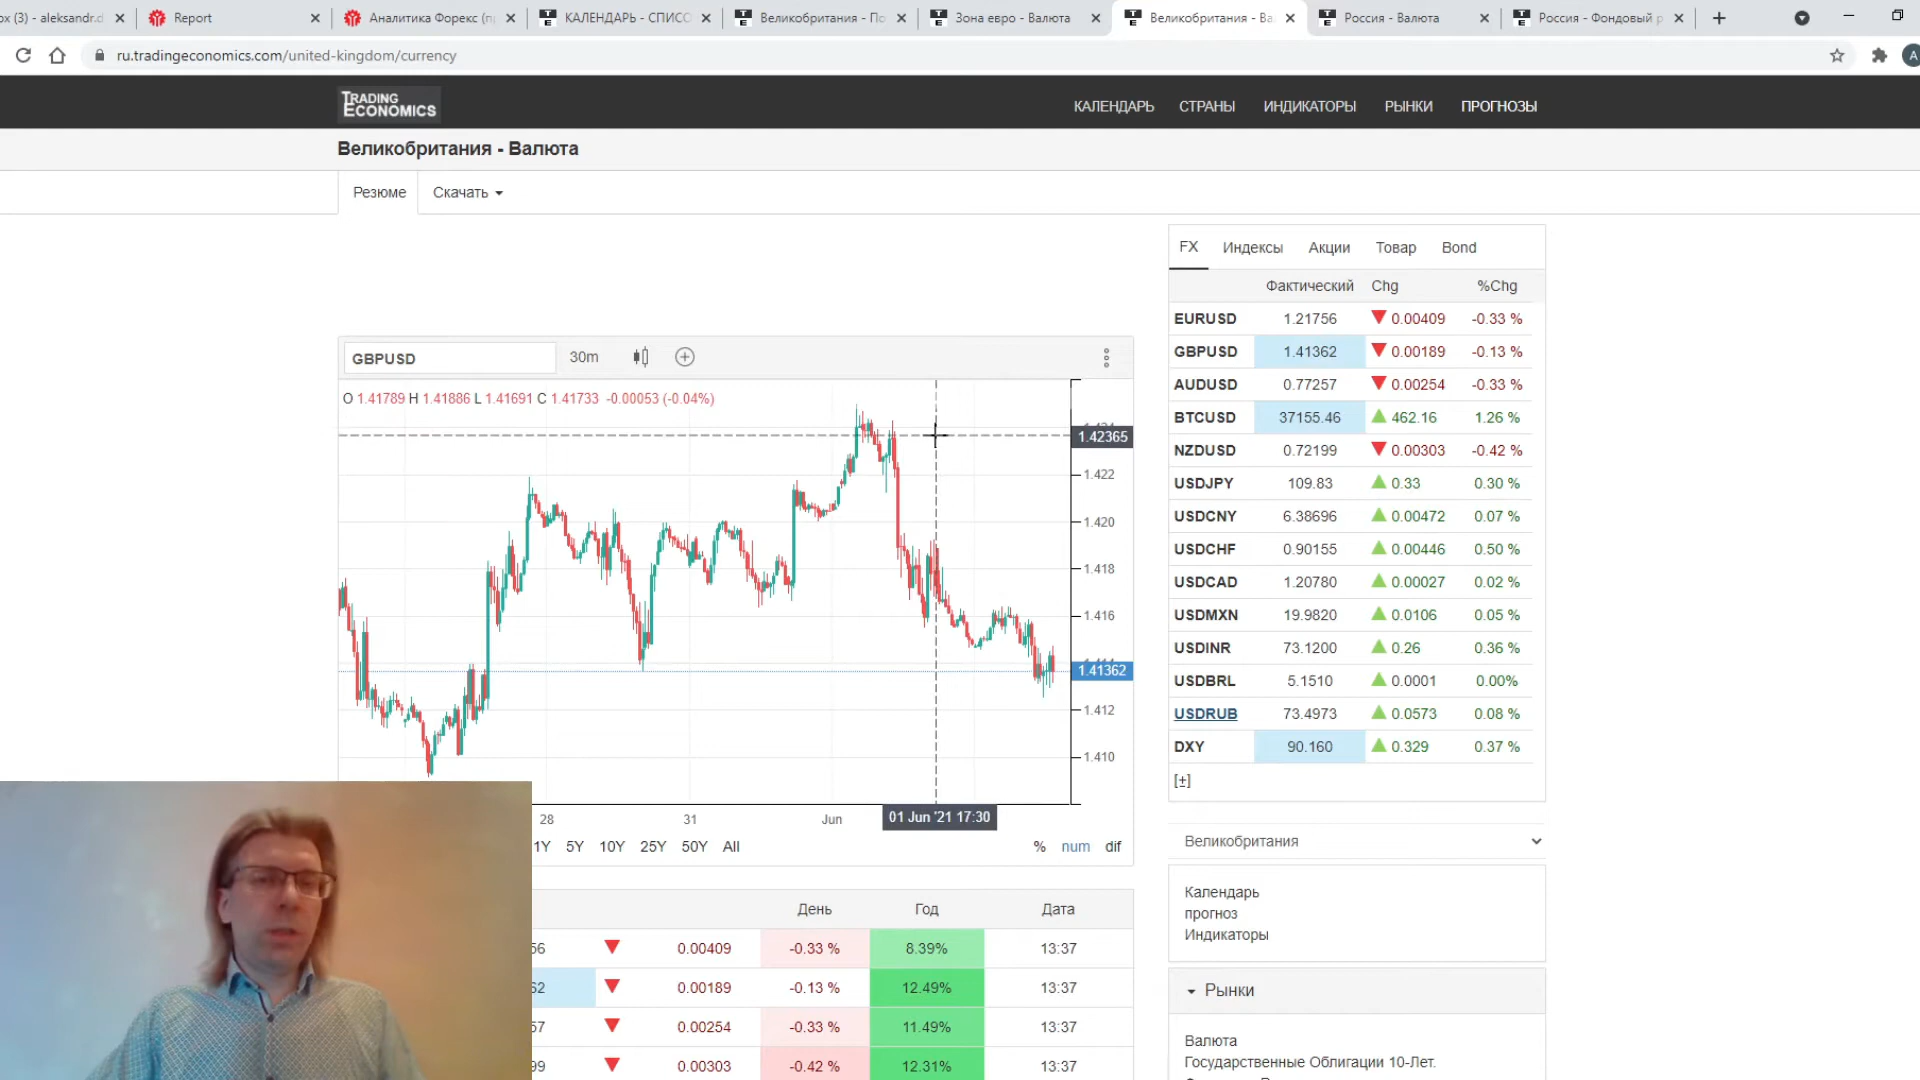 ox (3) - aleksandr.d
Report
Аналитика Форекс (п
КАЛЕНДАРЬ - СПИСО
Великобритания - По
Зона евро - Валюта
Великобритания - Ва
Россия - Валюта
Россия - Фондовый р
ru.tradingeconomics.com/united-kingdom/currency
A
TRADING
ECONOMICS
КАЛЕНДАРЬ СТРАНЫ ИНДИКАТОРЫ РЫНКИ ПРОГНОЗЫ
Великобритания - Валюта
Резюме Скачать
GBPUSD 30m
O 1.41789 H 1.41886 L 1.41691 C 1.41733 -0.00053 (-0.04%)
1.42365
1.422
1.420
1.418
1.416
1.41362
1.412
1.410
28 31 Jun 01 Jun '21 17:30
1Y 5Y 10Y 25Y 50Y All % num dif
День Год Дата
56 0.00409 -0.33 % 8.39% 13:37
62 0.00189 -0.13 % 12.49% 13:37
57 0.00254 -0.33 % 11.49% 13:37
99 0.00303 -0.42 % 12.31% 13:37
FX Индексы Акции Товар Bond
Фактический Chg %Chg
EURUSD 1.21756 0.00409 -0.33 %
GBPUSD 1.41362 0.00189 -0.13 %
AUDUSD 0.77257 0.00254 -0.33 %
BTCUSD 37155.46 462.16 1.26 %
NZDUSD 0.72199 0.00303 -0.42 %
USDJPY 109.83 0.33 0.30 %
USDCNY 6.38696 0.00472 0.07 %
USDCHF 0.90155 0.00446 0.50 %
USDCAD 1.20780 0.00027 0.02 %
USDMXN 19.9820 0.0106 0.05 %
USDINR 73.1200 0.26 0.36 %
USDBRL 5.1510 0.0001 0.00%
USDRUB 73.4973 0.0573 0.08 %
DXY 90.160 0.329 0.37 %
[±]
Великобритания
Календарь
прогноз
Индикаторы
Рынки
Валюта
Государственные Облигации 10-Лет.